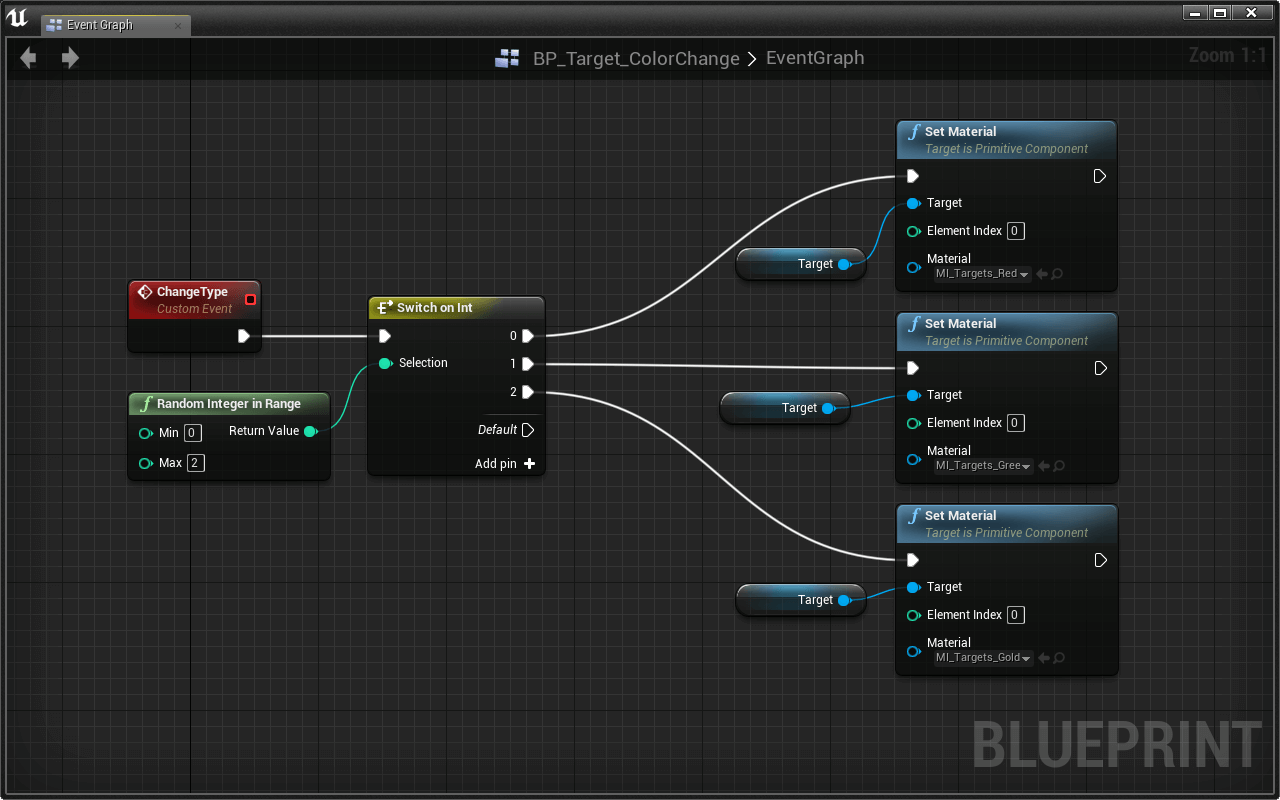 Event Graph
BP_Target_ColorChange > EventGraph
Zoom 1:1
Set Material
Target is Primitive Component
Target
Element Index 0
Material
MI_Targets_Red
Target
ChangeType
Custom Event
Switch on Int
0
Selection
1
2
Default
Add pin
Random Integer in Range
Min 0
Return Value
Max 2
Set Material
Target is Primitive Component
Target
Element Index 0
Material
MI_Targets_Gree
Target
Set Material
Target is Primitive Component
Target
Element Index 0
Material
MI_Targets_Gold
Target
BLUEPRINT